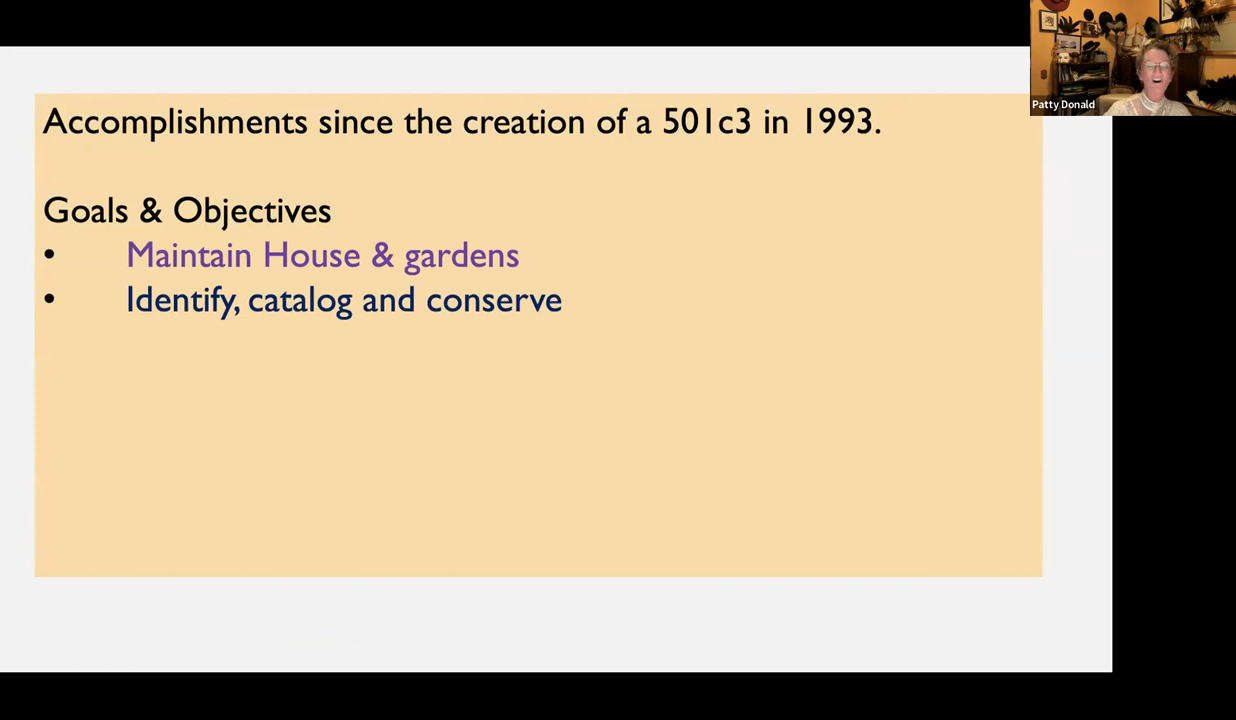 Accomplishments since the creation of a 501c3 in 1993.
Goals & Objectives
• Maintain House & gardens
• Identify, catalog and conserve
Patty Donald